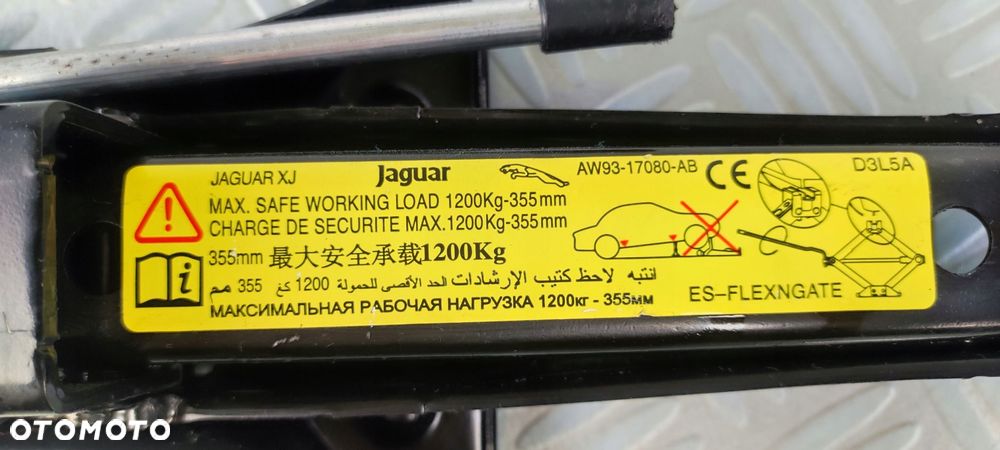 JAGUAR XJ Jaguar AW93-17080-AB CE D3L5A
MAX. SAFE WORKING LOAD 1200Kg-355mm
CHARGE DE SECURITE MAX.1200Kg-355mm
355mm 最大安全承载1200Kg
انتبه لاحظ كتيب الإرشادات الحد الأقصى للحمولة 1200 كغ 355 مم
МАКСИМАЛЬНАЯ РАБОЧАЯ НАГРУЗКА 1200кг - 355мм
ES-FLEXNGATE
OTOMOTO